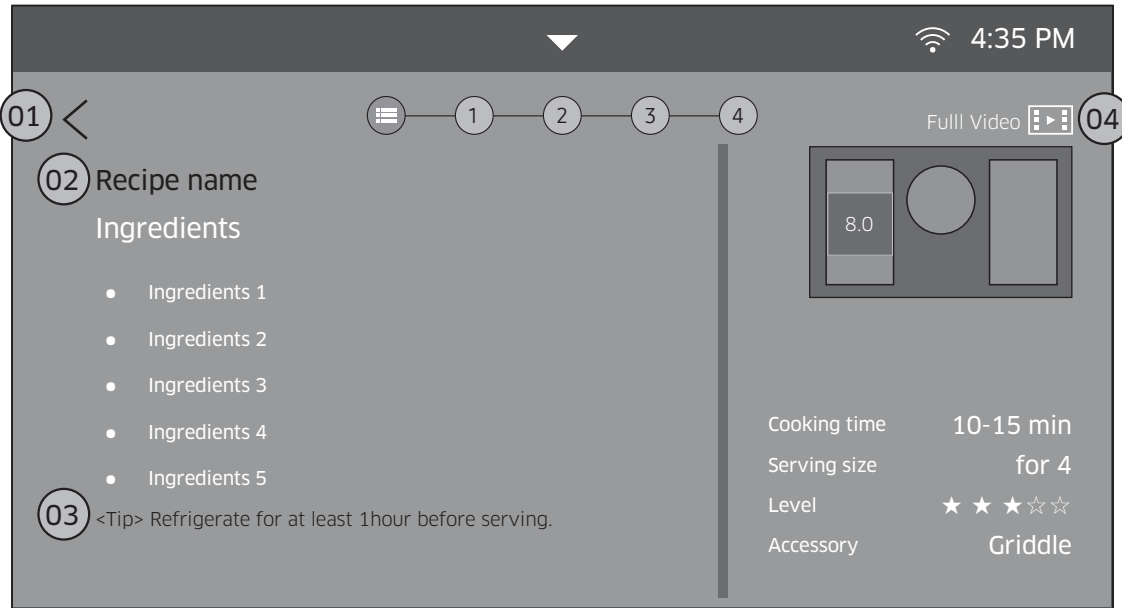 4:35 PM
01
1 2 3 4
Fulll Video
04
02 Recipe name
Ingredients
8.0
Ingredients 1
Ingredients 2
Ingredients 3
Ingredients 4
Ingredients 5
03 <Tip> Refrigerate for at least 1hour before serving.
Cooking time 10-15 min
Serving size for 4
Level ★ ★ ★☆☆
Accessory Griddle